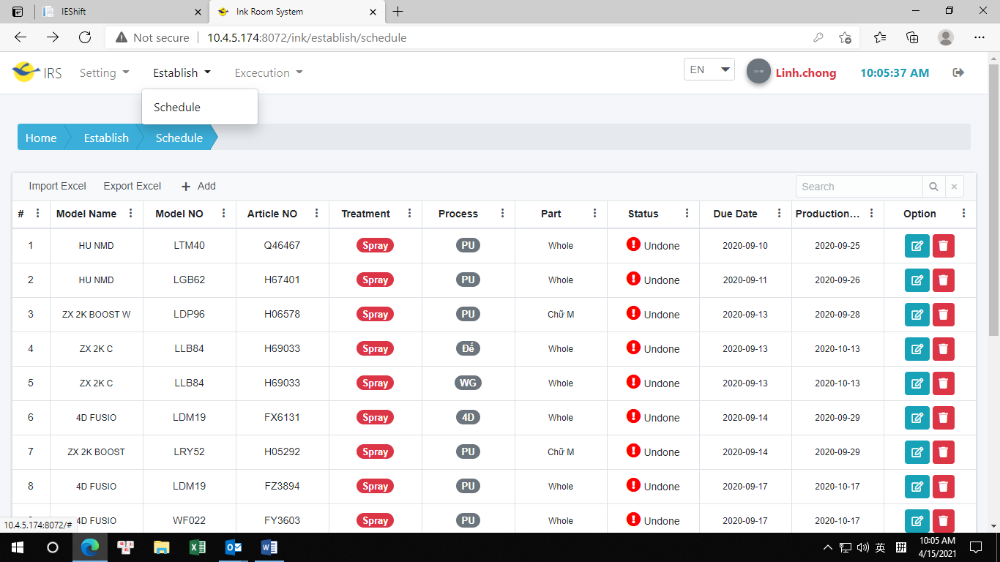 IEShift
Ink Room System
Not secure 10.4.5.174:8072/ink/establish/schedule
IRS Setting Establish Excecution EN Linh.chong 10:05:37 AM
Schedule
Home Establish Schedule
Import Excel Export Excel + Add Search
# Model Name Model NO Article NO Treatment Process Part Status Due Date Production... Option
1 HU NMD LTM40 Q46467 Spray PU Whole Undone 2020-09-10 2020-09-25
2 HU NMD LGB62 H67401 Spray PU Whole Undone 2020-09-11 2020-09-26
3 ZX 2K BOOST W LDP96 H06578 Spray PU Chữ M Undone 2020-09-13 2020-09-28
4 ZX 2K C LLB84 H69033 Spray Đế Whole Undone 2020-09-13 2020-10-13
5 ZX 2K C LLB84 H69033 Spray WG Whole Undone 2020-09-13 2020-10-13
6 4D FUSIO LDM19 FX6131 Spray 4D Whole Undone 2020-09-14 2020-09-29
7 ZX 2K BOOST LRY52 H05292 Spray PU Chữ M Undone 2020-09-14 2020-09-29
8 4D FUSIO LDM19 FZ3894 Spray PU Whole Undone 2020-09-17 2020-10-17
4D FUSIO WF022 FY3603 Spray PU Whole Undone 2020-09-17 2020-10-17
10.4.5.174:8072/#
英 10:05 AM
4/15/2021